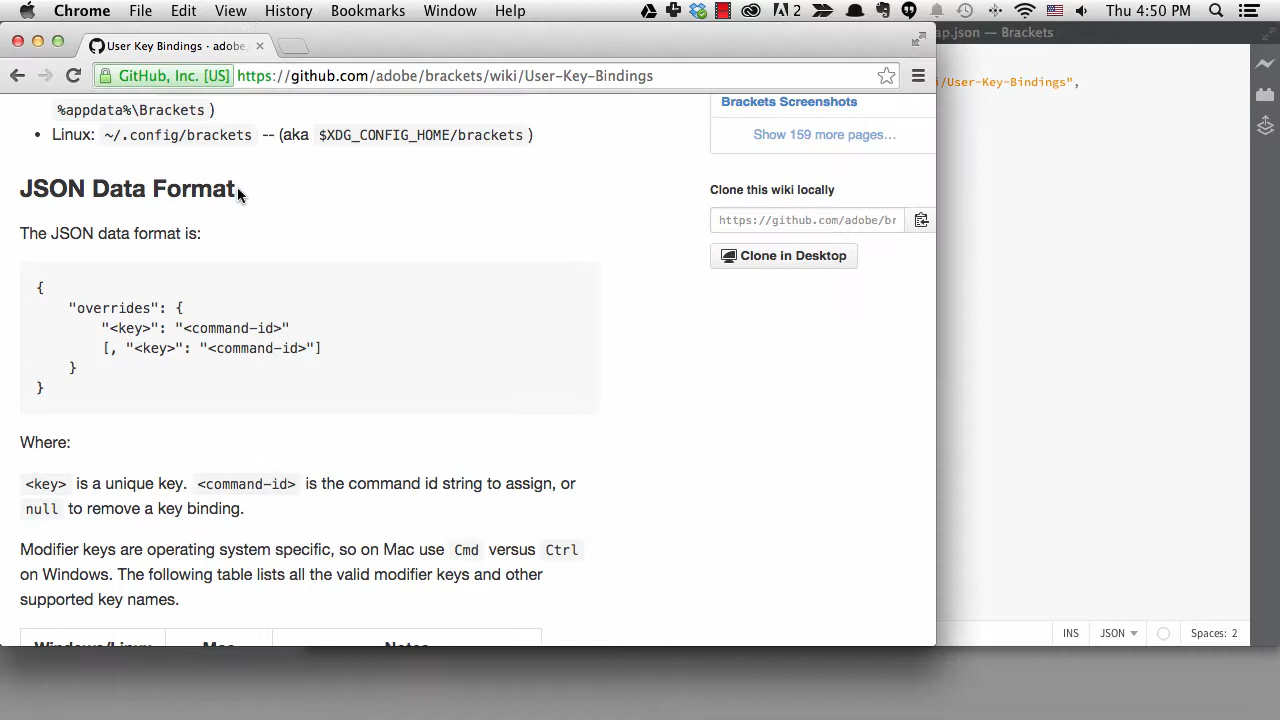 Chrome File Edit View History Bookmarks Window Help 2 Thu 4:50 PM
User Key Bindings · adobe
ap.json — Brackets
GitHub, Inc. [US] https://github.com/adobe/brackets/wiki/User-Key-Bindings
i/User-Key-Bindings",
%appdata%\Brackets )
Linux: ~/.config/brackets -- (aka $XDG_CONFIG_HOME/brackets )
Brackets Screenshots
Show 159 more pages…
JSON Data Format
Clone this wiki locally
https://github.com/adobe/br
Clone in Desktop
The JSON data format is:
{
"overrides": {
"<key>": "<command-id>"
[, "<key>": "<command-id>"]
}
}
Where:
<key> is a unique key. <command-id> is the command id string to assign, or
null to remove a key binding.
Modifier keys are operating system specific, so on Mac use Cmd versus Ctrl
on Windows. The following table lists all the valid modifier keys and other
supported key names.
Windows/Linux Mac Notes
INS JSON Spaces: 2